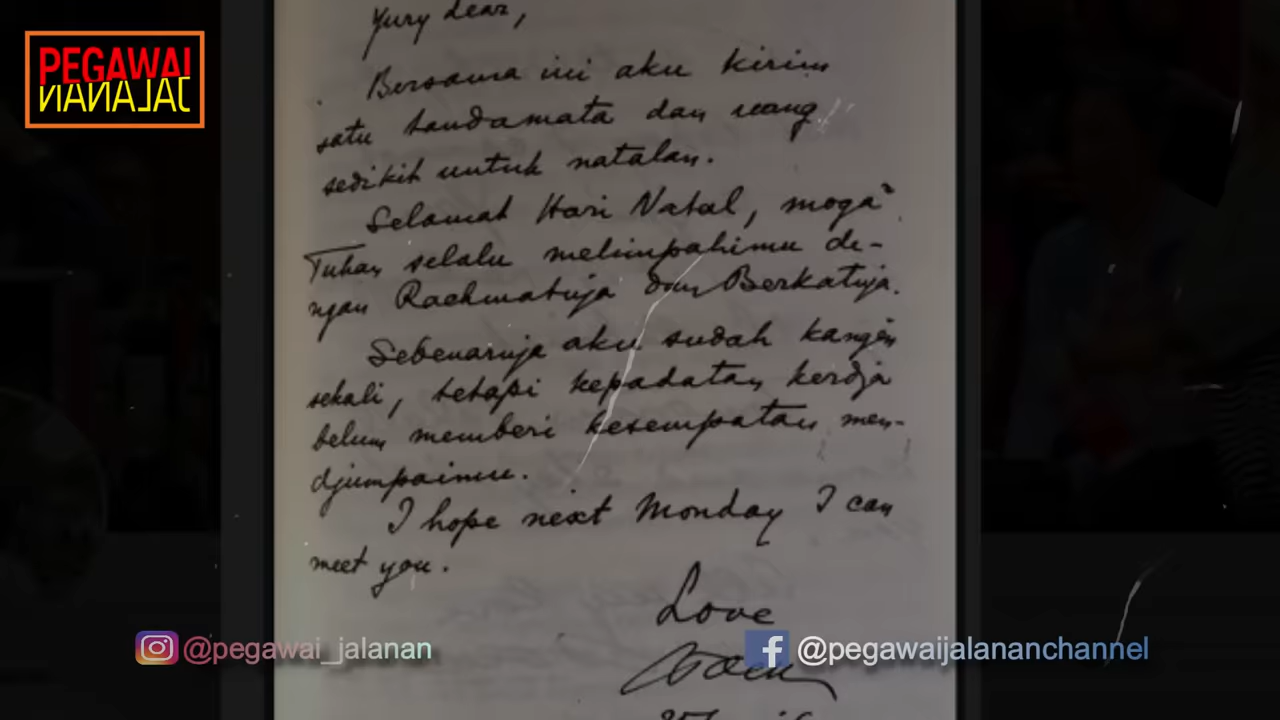 PEGAWAI
JALANAN
Yury dear,
Bersama ini aku kirim
satu tandamata dan uang
sedikit untuk natalan.
Selamat Hari Natal, moga²
Tuhan selalu melimpahimu de-
ngan Rachmatnja dan Berkatnja.
Sebenarnja aku sudah kangen
sekali, tetapi kepadatan kerdja
belum memberi kesempatan men-
djumpaimu.
I hope next Monday I can
meet you.
Love
@pegawai_jalanan
@pegawaijalananchannel